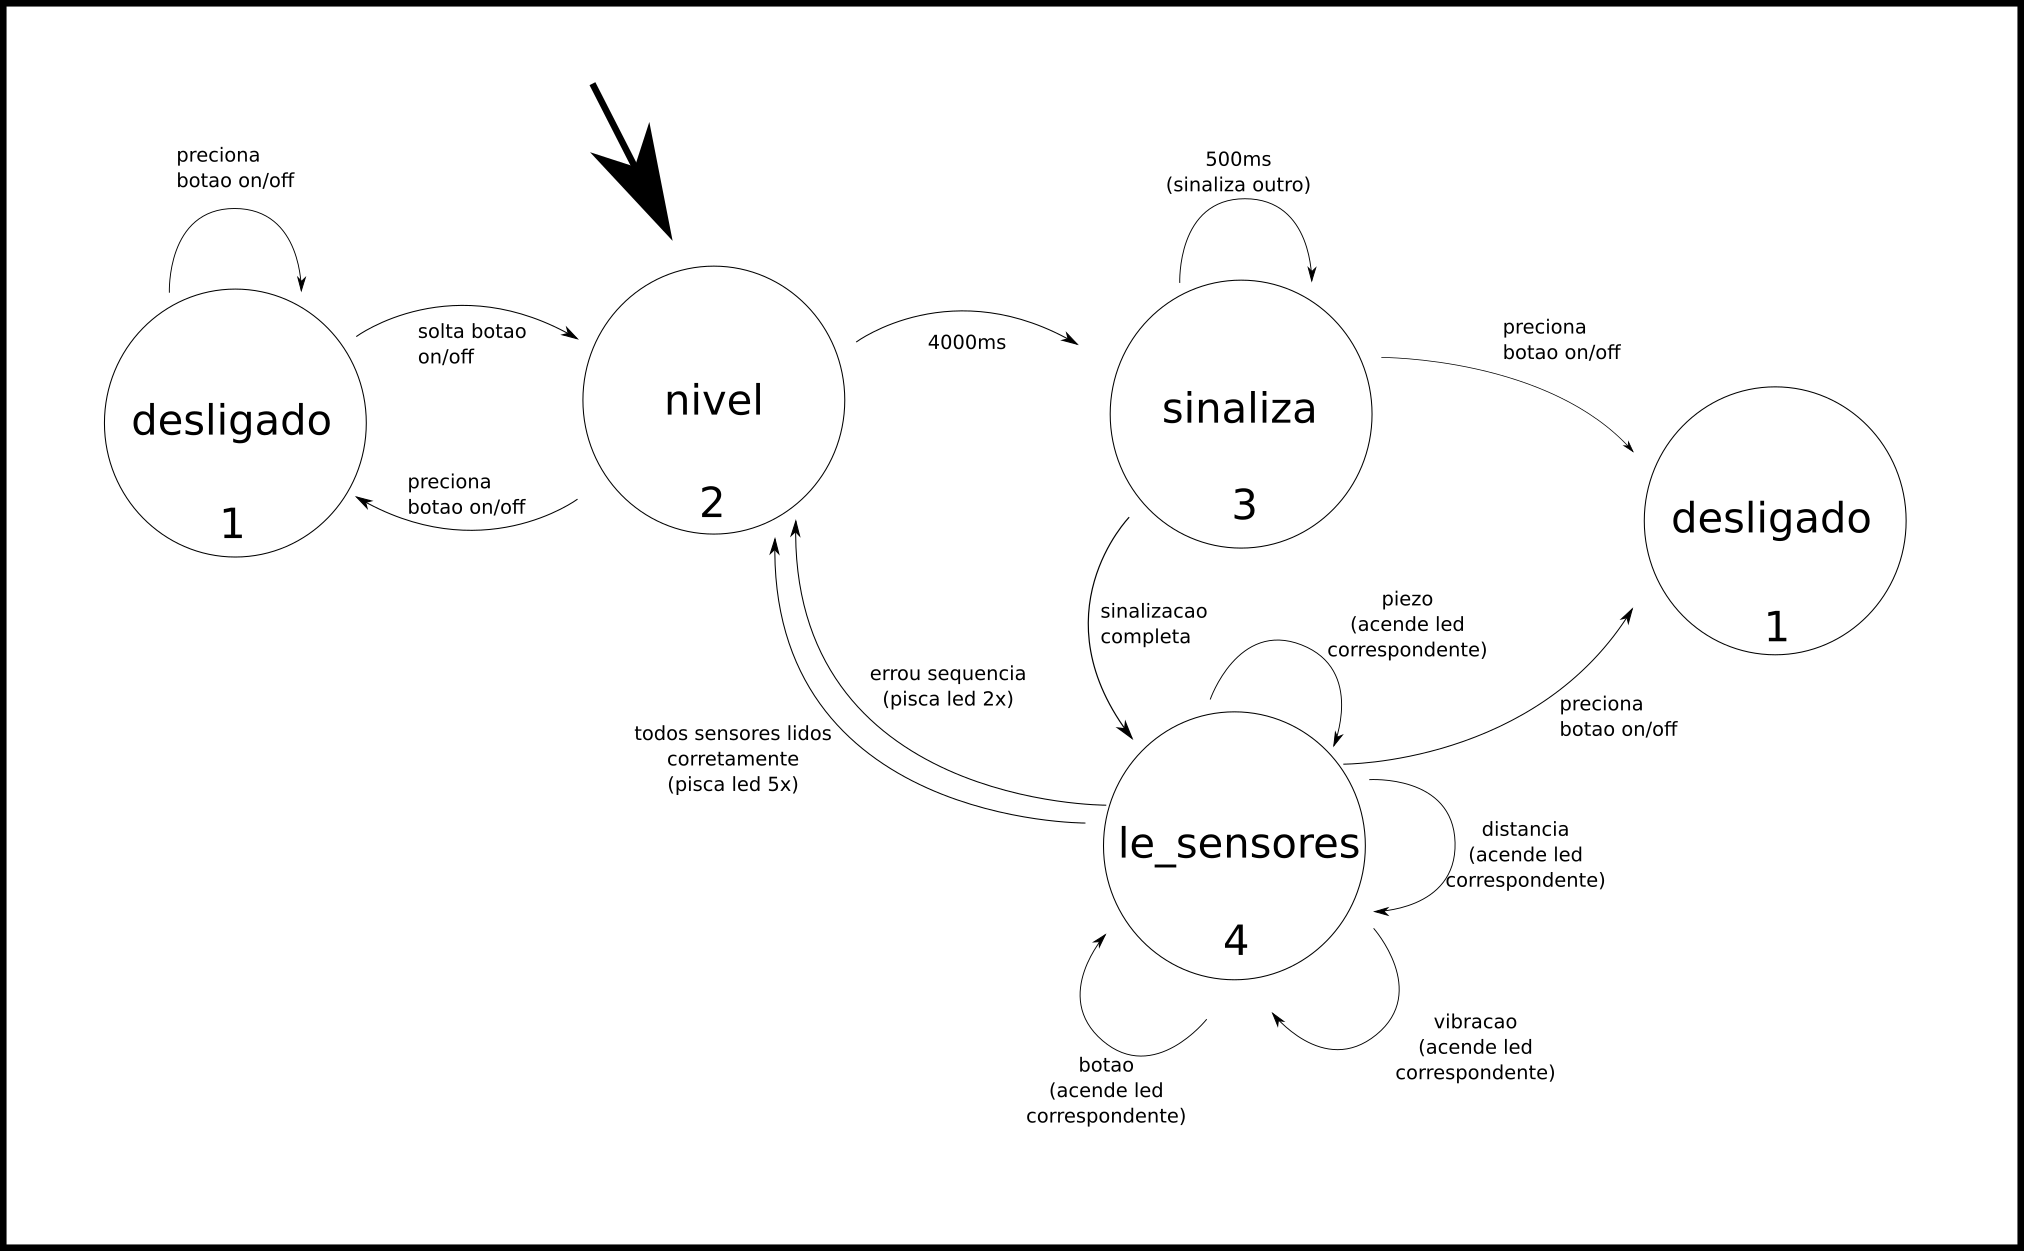 preciona
botao on/off
desligado
1
solta botao
on/off
preciona
botao on/off
nivel
2
4000ms
500ms
(sinaliza outro)
sinaliza
3
preciona
botao on/off
desligado
1
sinalizacao
completa
errou sequencia
(pisca led 2x)
todos sensores lidos
corretamente
(pisca led 5x)
piezo
(acende led
correspondente)
preciona
botao on/off
le_sensores
4
distancia
(acende led
correspondente)
vibracao
(acende led
correspondente)
botao
(acende led
correspondente)